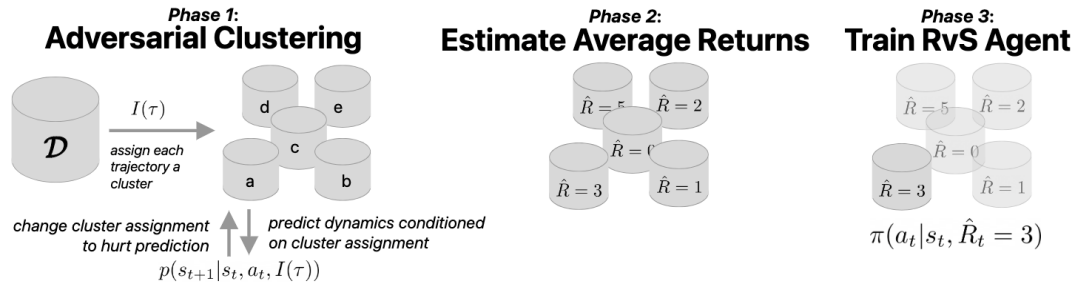 Phase 1:
Adversarial Clustering
𝓓
I(τ)
assign each
trajectory a
cluster
d
e
c
a
b
change cluster assignment
to hurt prediction
predict dynamics conditioned
on cluster assignment
p(s_{t+1}|s_t, a_t, I(τ))
Phase 2:
Estimate Average Returns
R̂ = 5
R̂ = 2
R̂ = 0
R̂ = 3
R̂ = 1
Phase 3:
Train RvS Agent
R̂ = 5
R̂ = 2
R̂ = 0
R̂ = 3
R̂ = 1
π(a_t|s_t, R̂_t = 3)